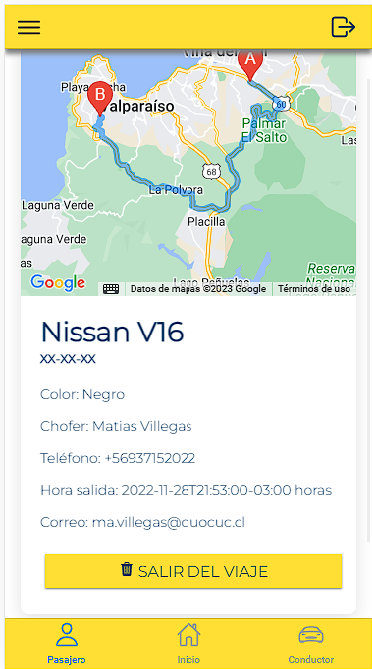 Viña del Mar
A
Playa Ancha
B
Valparaíso
60
Palmar
El Salto
68
La Polvora
Laguna Verde
Placilla
aguna Verde
as
Lago Peñuelas
Reserva
Nacional
Google
Datos de mapas ©2023 Google
Términos de uso
Nissan V16
XX-XX-XX
Color: Negro
Chofer: Matias Villegas
Teléfono: +56937152022
Hora salida: 2022-11-28T21:53:00-03:00 horas
Correo: ma.villegas@cuocuc.cl
SALIR DEL VIAJE
Pasajero
Inicio
Conductor